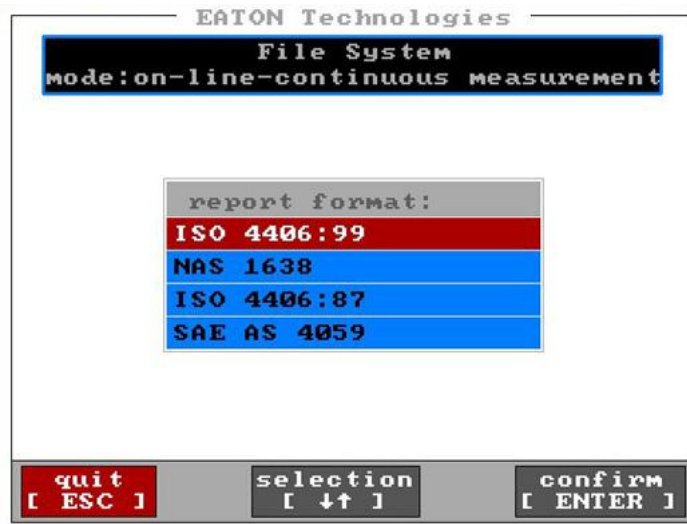 EATON Technologies
File System
mode:on-line-continuous measurement
report format:
ISO 4406:99
NAS 1638
ISO 4406:87
SAE AS 4059
quit
[ ESC ]
selection
[ ↓↑ ]
confirm
[ ENTER ]